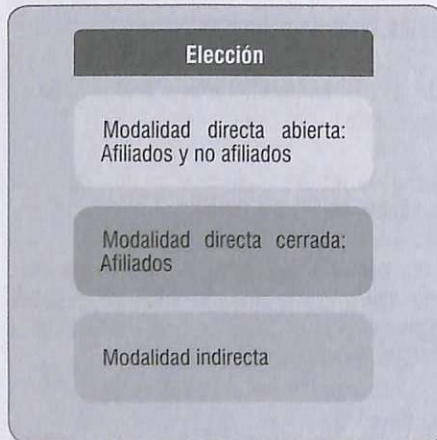 Elección
Modalidad directa abierta:
Afiliados y no afiliados
Modalidad directa cerrada:
Afiliados
Modalidad indirecta